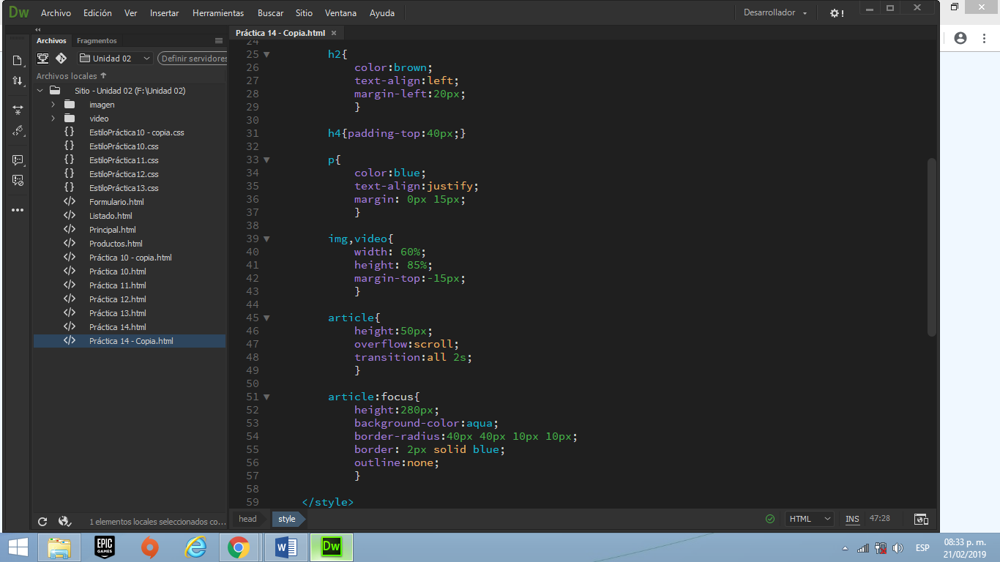 Dw Archivo Edición Ver Insertar Herramientas Buscar Sitio Ventana Ayuda Desarrollador !
Archivos Fragmentos
Práctica 14 - Copia.html ×
Unidad 02 Definir servidores
Archivos locales
Sitio - Unidad 02 (F:\Unidad 02)
imagen
video
EstiloPráctica10 - copia.css
EstiloPráctica10.css
EstiloPráctica11.css
EstiloPráctica12.css
EstiloPráctica13.css
Formulario.html
Listado.html
Principal.html
Productos.html
Práctica 10 - copia.html
Práctica 10.html
Práctica 11.html
Práctica 12.html
Práctica 13.html
Práctica 14.html
Práctica 14 - Copia.html
1 elementos locales seleccionados co...
24
25 h2{
26 color:brown;
27 text-align:left;
28 margin-left:20px;
29 }
30
31 h4{padding-top:40px;}
32
33 p{
34 color:blue;
35 text-align:justify;
36 margin: 0px 15px;
37 }
38
39 img,video{
40 width: 60%;
41 height: 85%;
42 margin-top:-15px;
43 }
44
45 article{
46 height:50px;
47 overflow:scroll;
48 transition:all 2s;
49 }
50
51 article:focus{
52 height:280px;
53 background-color:aqua;
54 border-radius:40px 40px 10px 10px;
55 border: 2px solid blue;
56 outline:none;
57 }
58
59 </style>
head style HTML INS 47:28
EPIC GAMES Dw ESP 08:33 p. m.
21/02/2019